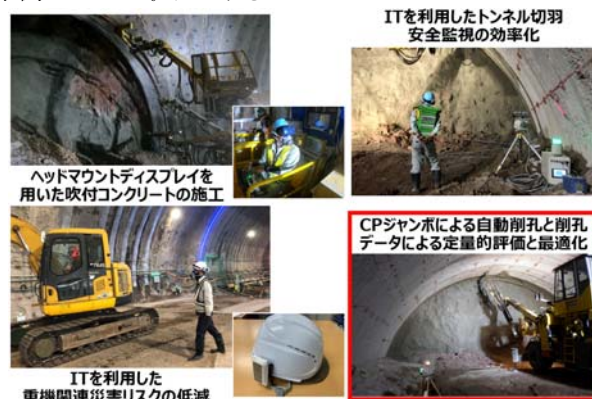 ITを利用したトンネル切羽
安全監視の効率化
ヘッドマウントディスプレイを
用いた吹付コンクリートの施工
CPジャンボによる自動削孔と削孔
データによる定量的評価と最適化
ITを利用した
重機関連災害リスクの低減